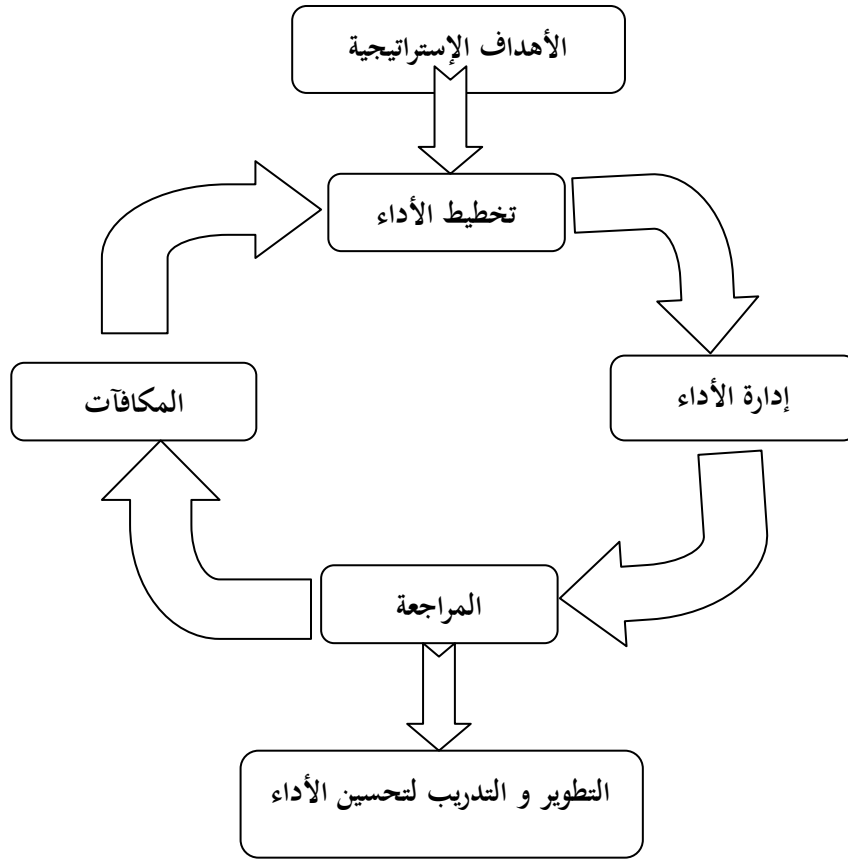 الأهداف الإستراتيجية
تخطيط الأداء
إدارة الأداء
المكافآت
المراجعة
التطوير و التدريب لتحسين الأداء